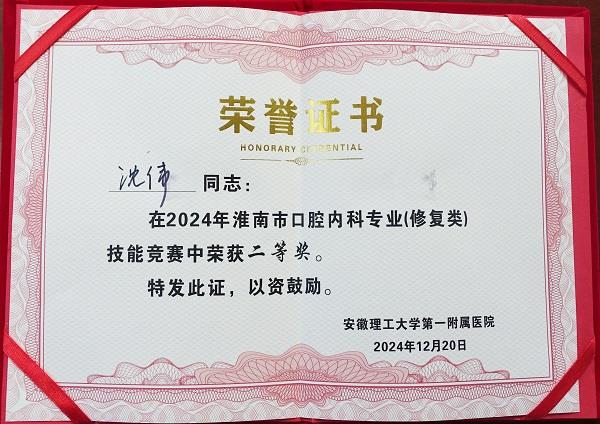 荣誉证书
HONORARY CREDENTIAL
沈伟 同志：
在2024年淮南市口腔内科专业(修复类)
技能竞赛中荣获二等奖。
特发此证，以资鼓励。
安徽理工大学第一附属医院
2024年12月20日